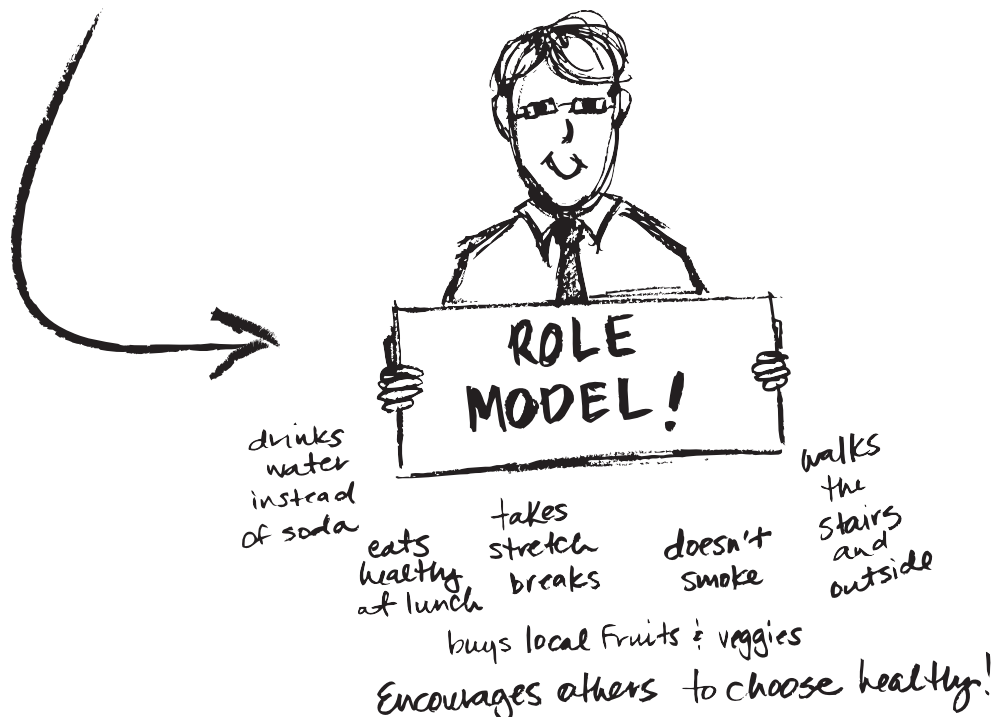 ROLE
MODEL!
drinks
water
instead
of soda
eats
healthy
at lunch
takes
stretch
breaks
doesn't
smoke
walks
the
stairs
and
outside
buys local Fruits & veggies
Encourages others to choose healthy!